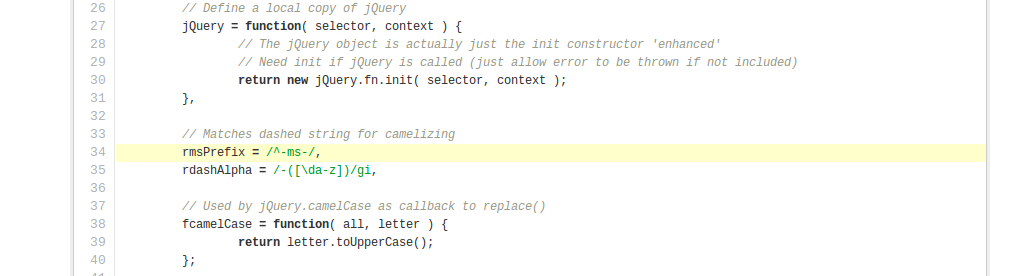 26 // Define a local copy of jQuery
27 jQuery = function( selector, context ) {
28 // The jQuery object is actually just the init constructor 'enhanced'
29 // Need init if jQuery is called (just allow error to be thrown if not included)
30 return new jQuery.fn.init( selector, context );
31 },
32
33 // Matches dashed string for camelizing
34 rmsPrefix = /^-ms-/,
35 rdashAlpha = /-([\da-z])/gi,
36
37 // Used by jQuery.camelCase as callback to replace()
38 fcamelCase = function( all, letter ) {
39 return letter.toUpperCase();
40 };